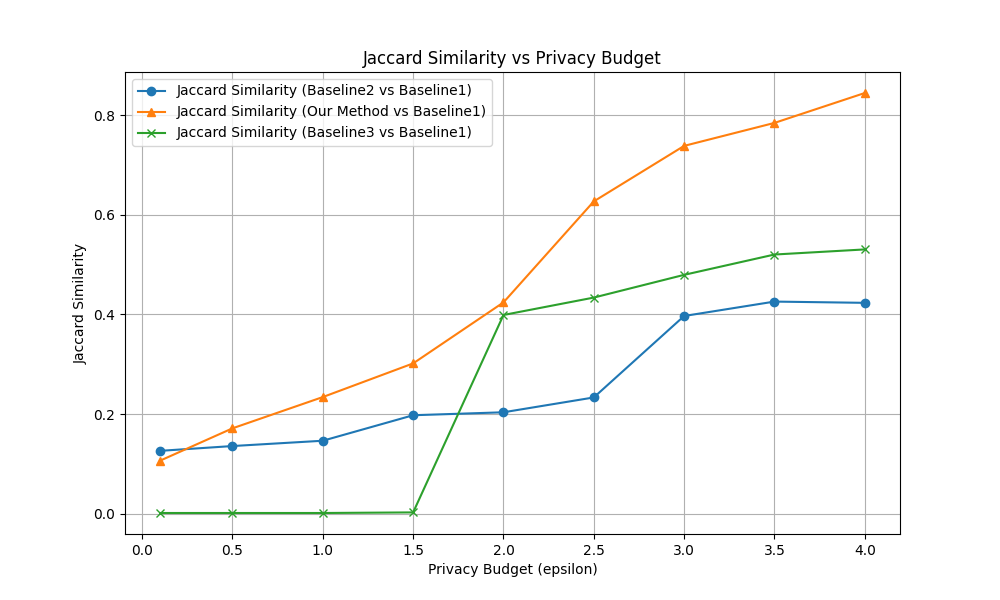 Jaccard Similarity vs Privacy Budget
Jaccard Similarity (Baseline2 vs Baseline1)
Jaccard Similarity (Our Method vs Baseline1)
Jaccard Similarity (Baseline3 vs Baseline1)
Jaccard Similarity
0.8
0.6
0.4
0.2
0.0
0.0 0.5 1.0 1.5 2.0 2.5 3.0 3.5 4.0
Privacy Budget (epsilon)